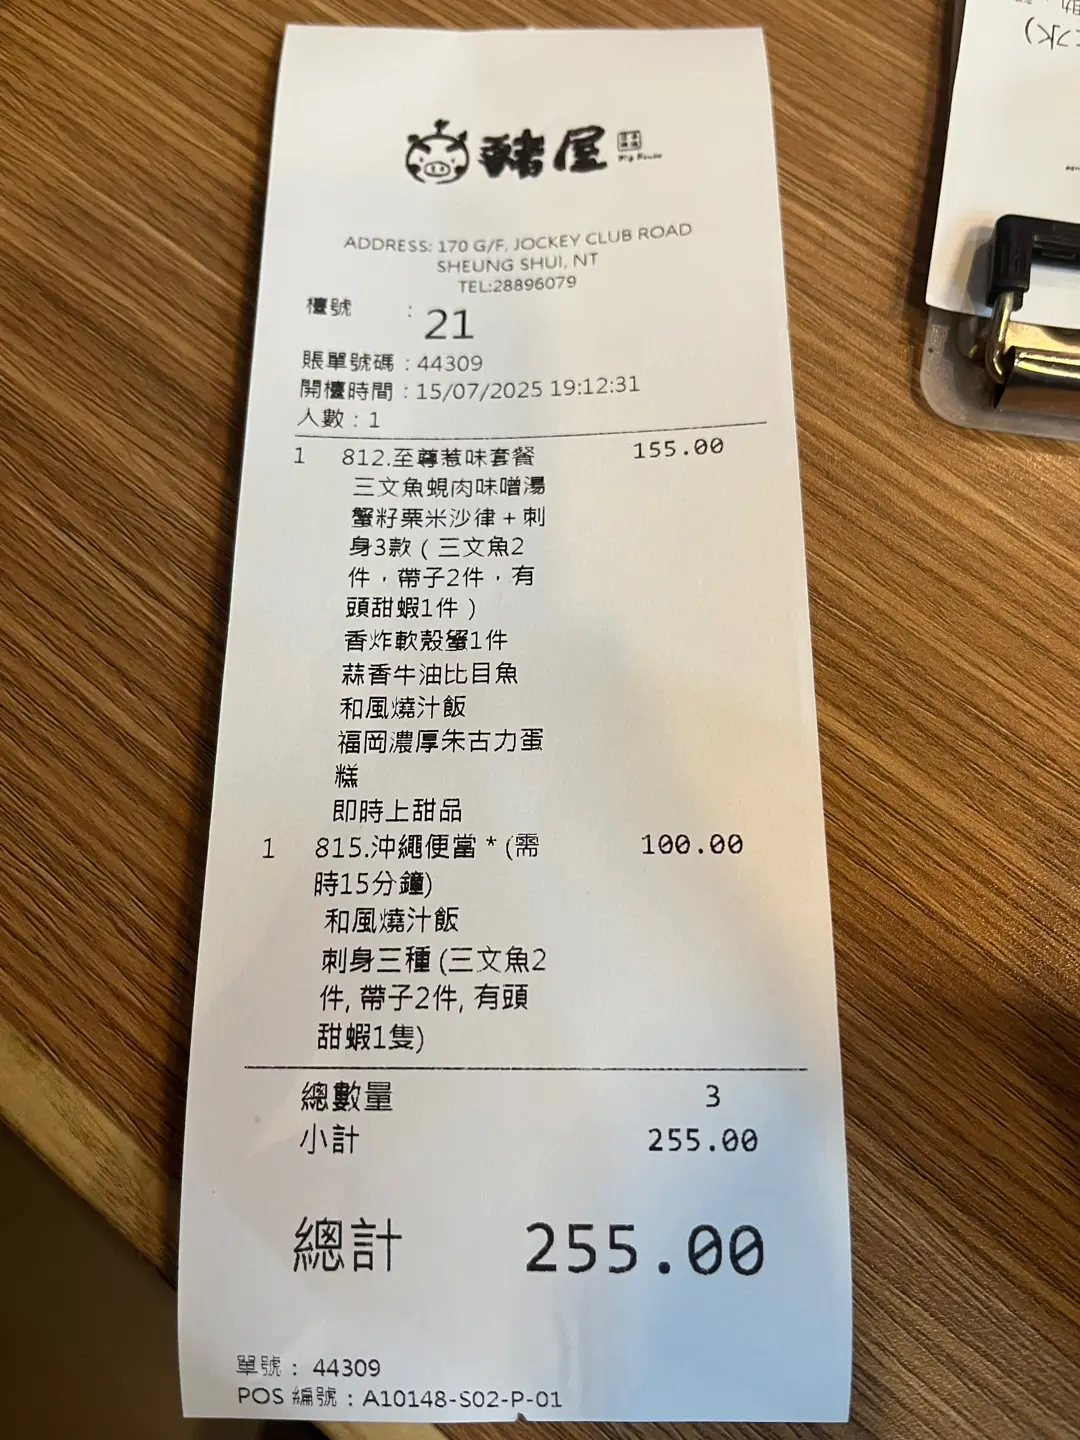 豬屋
Pig House
ADDRESS: 170 G/F, JOCKEY CLUB ROAD
SHEUNG SHUI, NT
TEL:28896079
檯號 : 21
賬單號碼 : 44309
開檯時間 : 15/07/2025 19:12:31
人數 : 1
1 812.至尊惹味套餐 155.00
三文魚蜆肉味噌湯
蟹籽粟米沙律 + 刺
身3款 ( 三文魚2
件，帶子2件，有
頭甜蝦1件 )
香炸軟殼蟹1件
蒜香牛油比目魚
和風燒汁飯
福岡濃厚朱古力蛋
糕
即時上甜品
1 815.沖繩便當 * (需 100.00
時15分鐘)
和風燒汁飯
刺身三種 (三文魚2
件, 帶子2件, 有頭
甜蝦1隻)
總數量 3
小計 255.00
總計 255.00
單號 : 44309
POS 編號 : A10148-S02-P-01
水)